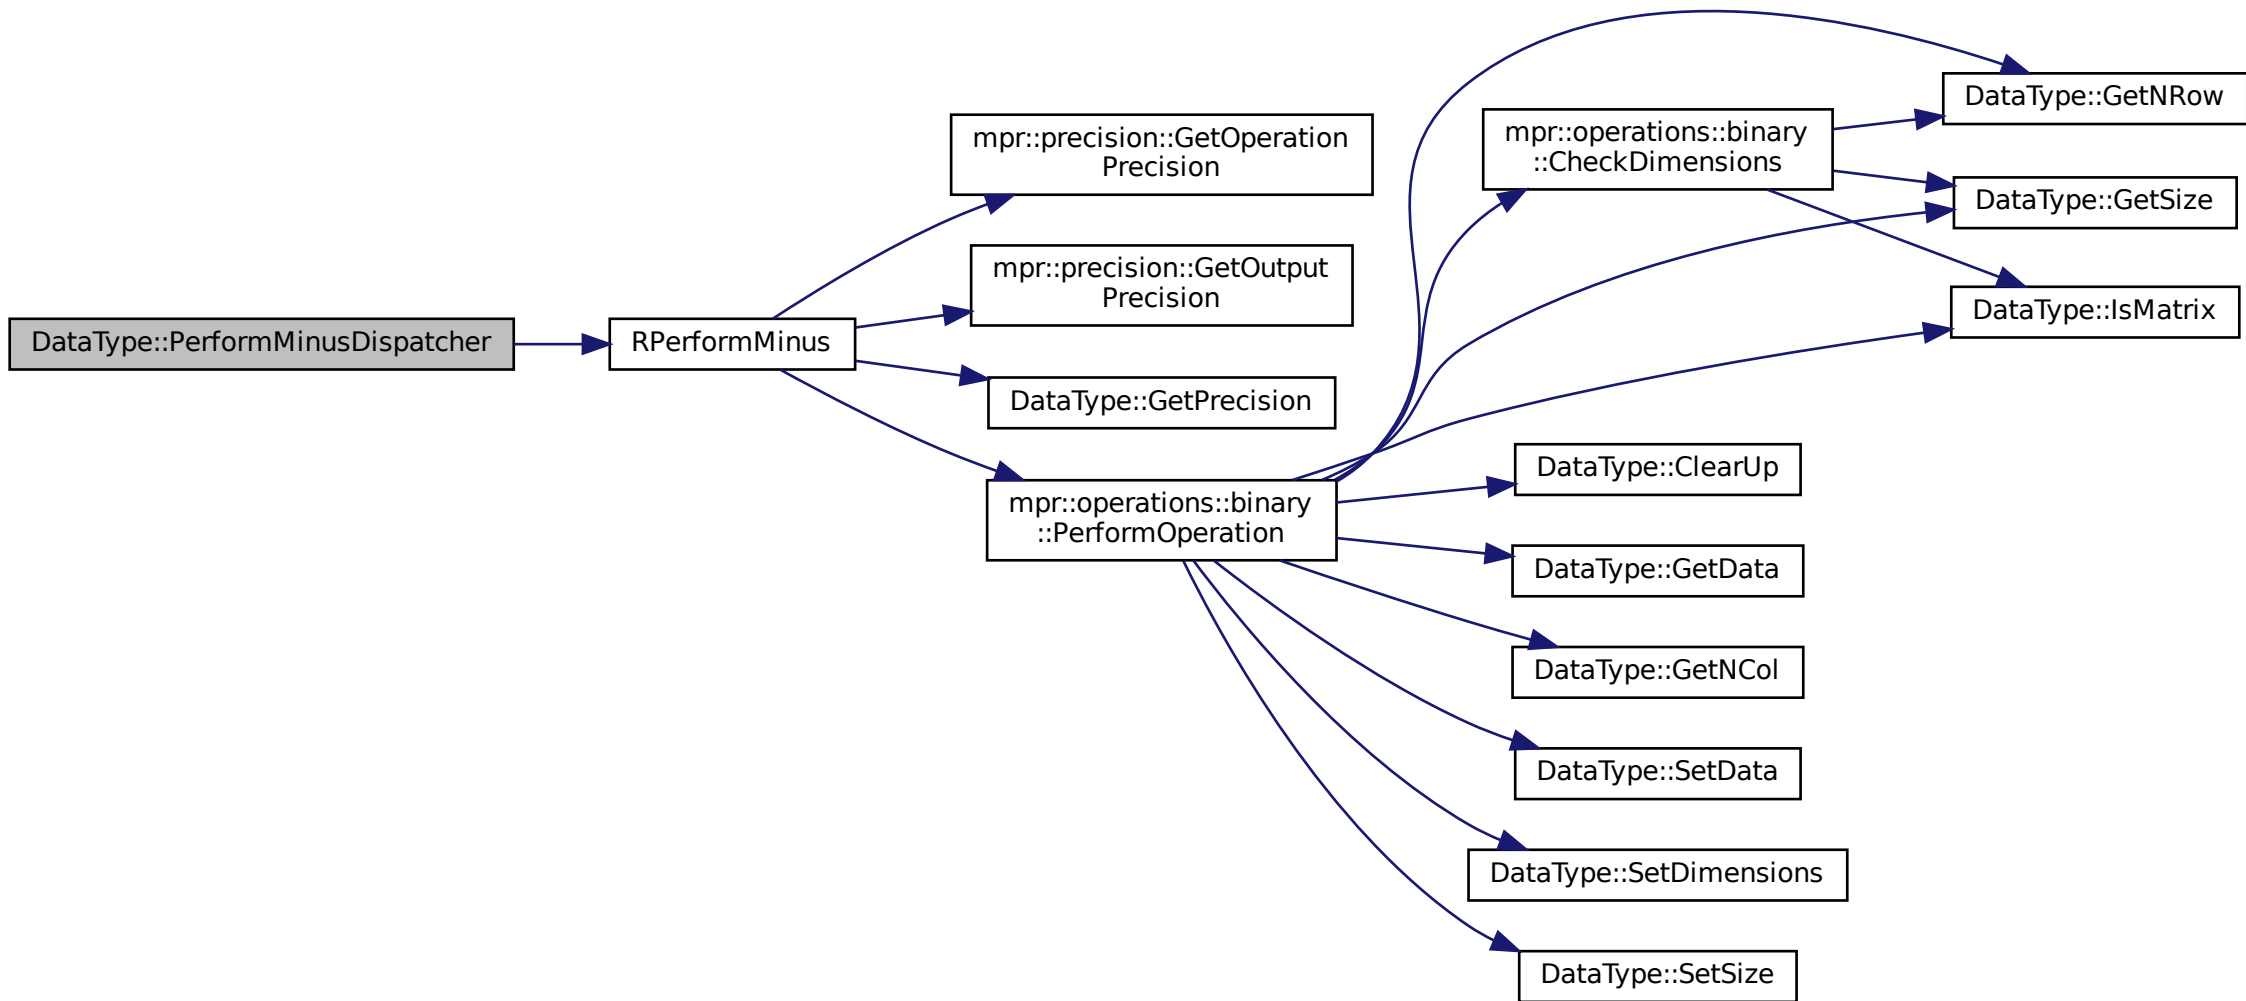 DataType::PerformMinusDispatcher
RPerformMinus
mpr::precision::GetOperation
Precision
mpr::precision::GetOutput
Precision
DataType::GetPrecision
mpr::operations::binary
::PerformOperation
mpr::operations::binary
::CheckDimensions
DataType::GetNRow
DataType::GetSize
DataType::IsMatrix
DataType::ClearUp
DataType::GetData
DataType::GetNCol
DataType::SetData
DataType::SetDimensions
DataType::SetSize